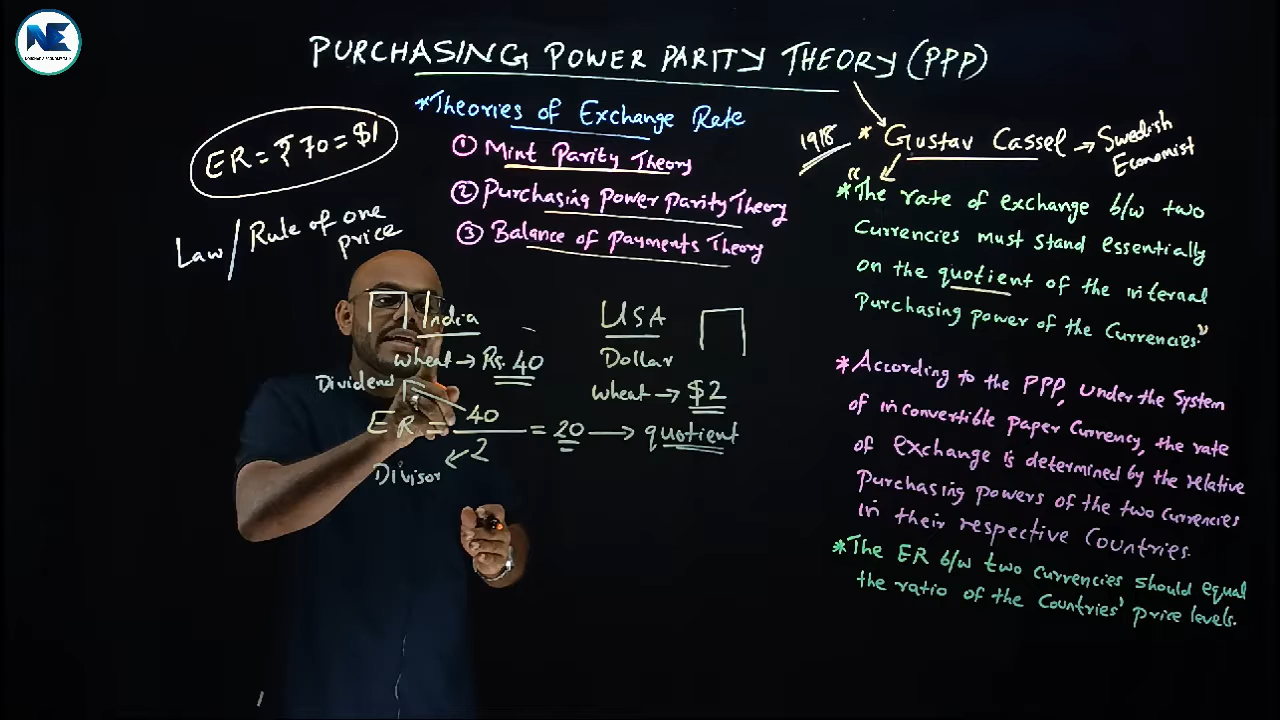 NE
PURCHASING POWER PARITY THEORY (PPP)
*Theories of Exchange Rate
① Mint Parity Theory
② Purchasing Power Parity Theory
③ Balance of Payments Theory
ER = ₹ 70 = $1
Law / Rule of one
price
India
wheat → Rs. 40
Dividend
ER = 40 / 2 = 20 → quotient
Divisor
USA
Dollar
wheat → $2
1918
* Gustav Cassel → Swedish
Economist
* "The rate of exchange b/w two
Currencies must stand essentially
on the quotient of the internal
Purchasing power of the Currencies."
* According to the PPP, under the System
of inconvertible paper currency, the rate
of exchange is determined by the relative
Purchasing powers of the two currencies
in their respective Countries.
* The ER b/w two currencies should equal
the ratio of the Countries' price levels.